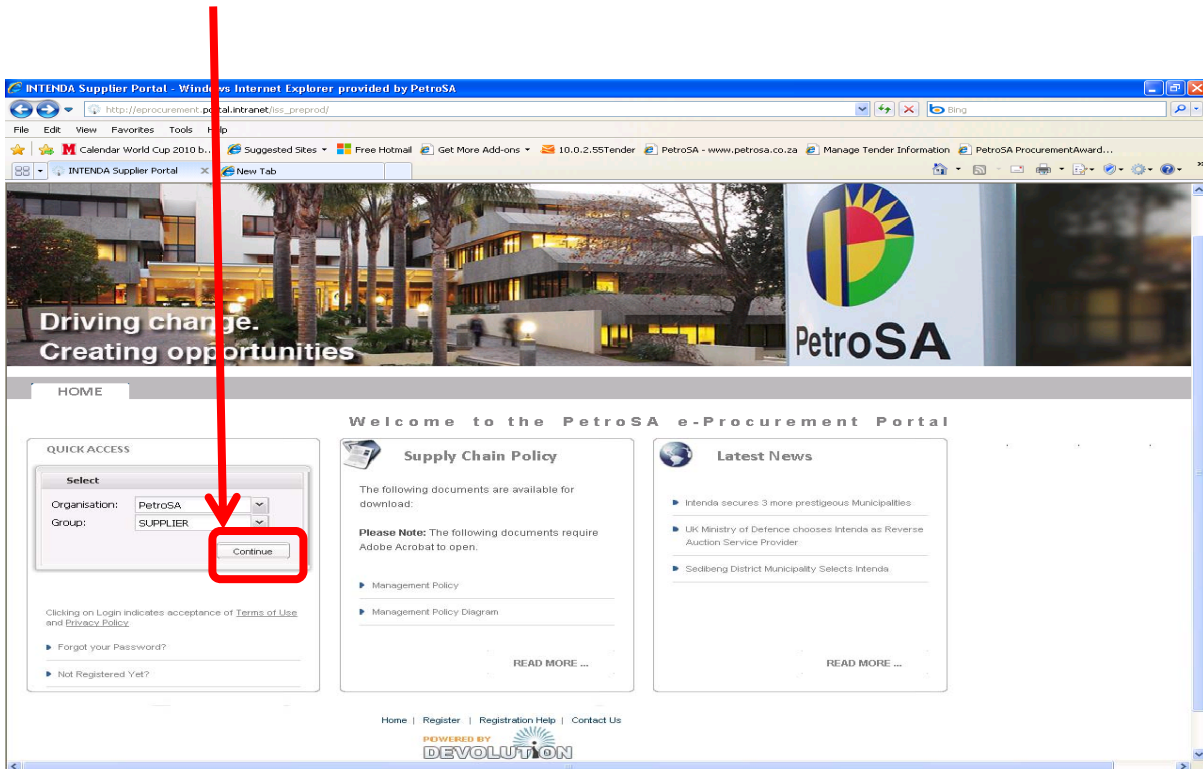 INTENDA Supplier Portal - Windows Internet Explorer provided by PetroSA
http://eprocurement.portal.intranet/iss_preprod/
Bing
File Edit View Favorites Tools Help
Calendar World Cup 2010 b... Suggested Sites Free Hotmail Get More Add-ons 10.0.2.55Tender PetroSA - www.petrosa.co.za Manage Tender Information PetroSA ProcurementAward...
INTENDA Supplier Portal New Tab
Driving change.
Creating opportunities
PetroSA
HOME
Welcome to the PetroSA e-Procurement Portal
QUICK ACCESS
Select
Organisation: PetroSA
Group: SUPPLIER
Continue
Clicking on Login indicates acceptance of Terms of Use
and Privacy Policy
Forgot your Password?
Not Registered Yet?
Supply Chain Policy
The following documents are available for
download:
Please Note: The following documents require
Adobe Acrobat to open.
Management Policy
Management Policy Diagram
READ MORE ...
Latest News
Intenda secures 3 more prestigeous Municipalities
UK Ministry of Defence chooses Intenda as Reverse
Auction Service Provider
Sedibeng District Municipality Selects Intenda
READ MORE ...
Home | Register | Registration Help | Contact Us
POWERED BY
DEVOLUTION